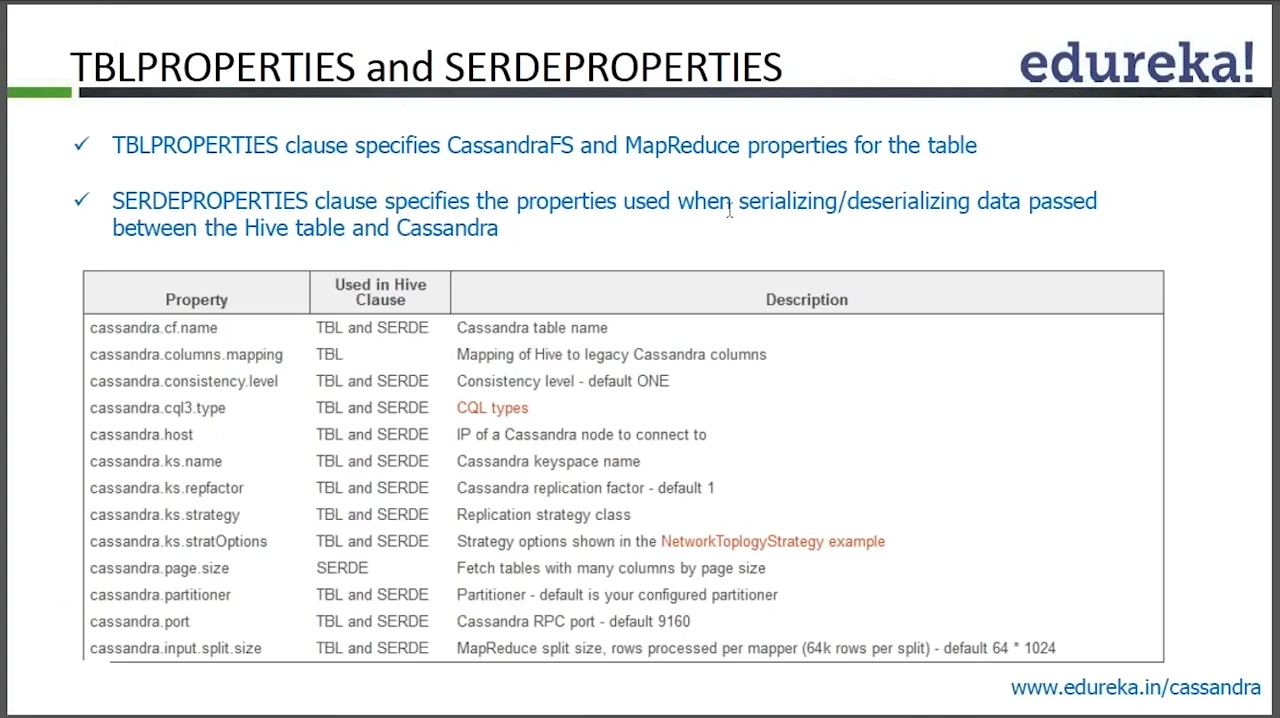 TBLPROPERTIES and SERDEPROPERTIES
edureka!
✓ TBLPROPERTIES clause specifies CassandraFS and MapReduce properties for the table
✓ SERDEPROPERTIES clause specifies the properties used when serializing/deserializing data passed
between the Hive table and Cassandra
Property Used in Hive Clause Description
cassandra.cf.name TBL and SERDE Cassandra table name
cassandra.columns.mapping TBL Mapping of Hive to legacy Cassandra columns
cassandra.consistency.level TBL and SERDE Consistency level - default ONE
cassandra.cql3.type TBL and SERDE CQL types
cassandra.host TBL and SERDE IP of a Cassandra node to connect to
cassandra.ks.name TBL and SERDE Cassandra keyspace name
cassandra.ks.repfactor TBL and SERDE Cassandra replication factor - default 1
cassandra.ks.strategy TBL and SERDE Replication strategy class
cassandra.ks.stratOptions TBL and SERDE Strategy options shown in the NetworkToplogyStrategy example
cassandra.page.size SERDE Fetch tables with many columns by page size
cassandra.partitioner TBL and SERDE Partitioner - default is your configured partitioner
cassandra.port TBL and SERDE Cassandra RPC port - default 9160
cassandra.input.split.size TBL and SERDE MapReduce split size, rows processed per mapper (64k rows per split) - default 64 * 1024
www.edureka.in/cassandra